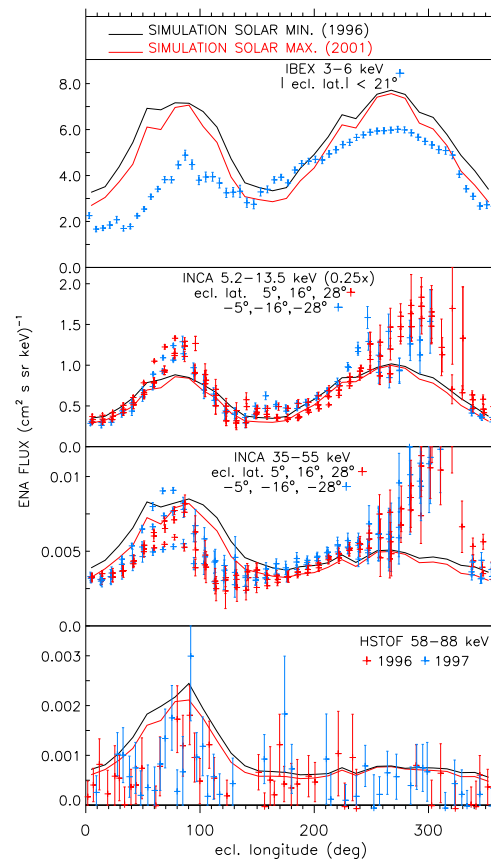 SIMULATION SOLAR MIN. (1996)
SIMULATION SOLAR MAX. (2001)
IBEX 3−6 keV
| ecl. lat.| < 21°
8.0
6.0
4.0
2.0
0.0
INCA 5.2−13.5 keV (0.25x)
ecl. lat. 5°, 16°, 28°
−5°,−16°,−28°
2.0
1.5
1.0
0.5
0.0
INCA 35−55 keV
ecl. lat. 5°, 16°, 28°
−5°, −16°, −28°
0.01
0.005
0.0
HSTOF 58−88 keV
1996 1997
0.003
0.002
0.001
0.0
0 100 200 300
ecl. longitude (deg)
ENA FLUX (cm² s sr keV)⁻¹